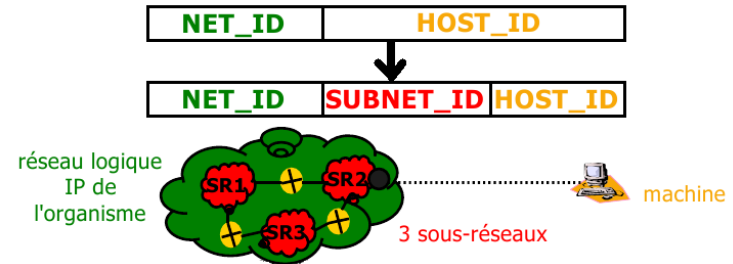 NET_ID HOST_ID
NET_ID SUBNET_ID HOST_ID
réseau logique
IP de
l'organisme
SR1
SR2
SR3
machine
3 sous-réseaux